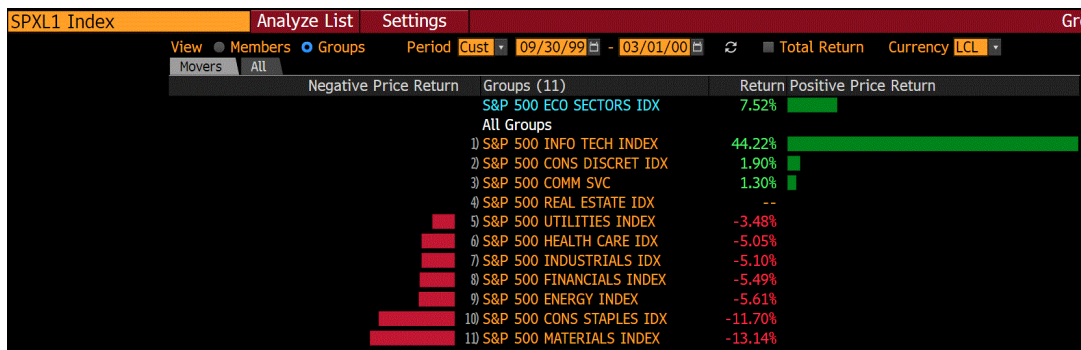 SPXL1 Index Analyze List Settings Gr
View Members Groups Period Cust 09/30/99 - 03/01/00 Total Return Currency LCL
Movers All
Negative Price Return Groups (11) Return Positive Price Return
S&P 500 ECO SECTORS IDX 7.52%
All Groups
1) S&P 500 INFO TECH INDEX 44.22%
2) S&P 500 CONS DISCRET IDX 1.90%
3) S&P 500 COMM SVC 1.30%
4) S&P 500 REAL ESTATE IDX --
5) S&P 500 UTILITIES INDEX -3.48%
6) S&P 500 HEALTH CARE IDX -5.05%
7) S&P 500 INDUSTRIALS IDX -5.10%
8) S&P 500 FINANCIALS INDEX -5.49%
9) S&P 500 ENERGY INDEX -5.61%
10) S&P 500 CONS STAPLES IDX -11.70%
11) S&P 500 MATERIALS INDEX -13.14%